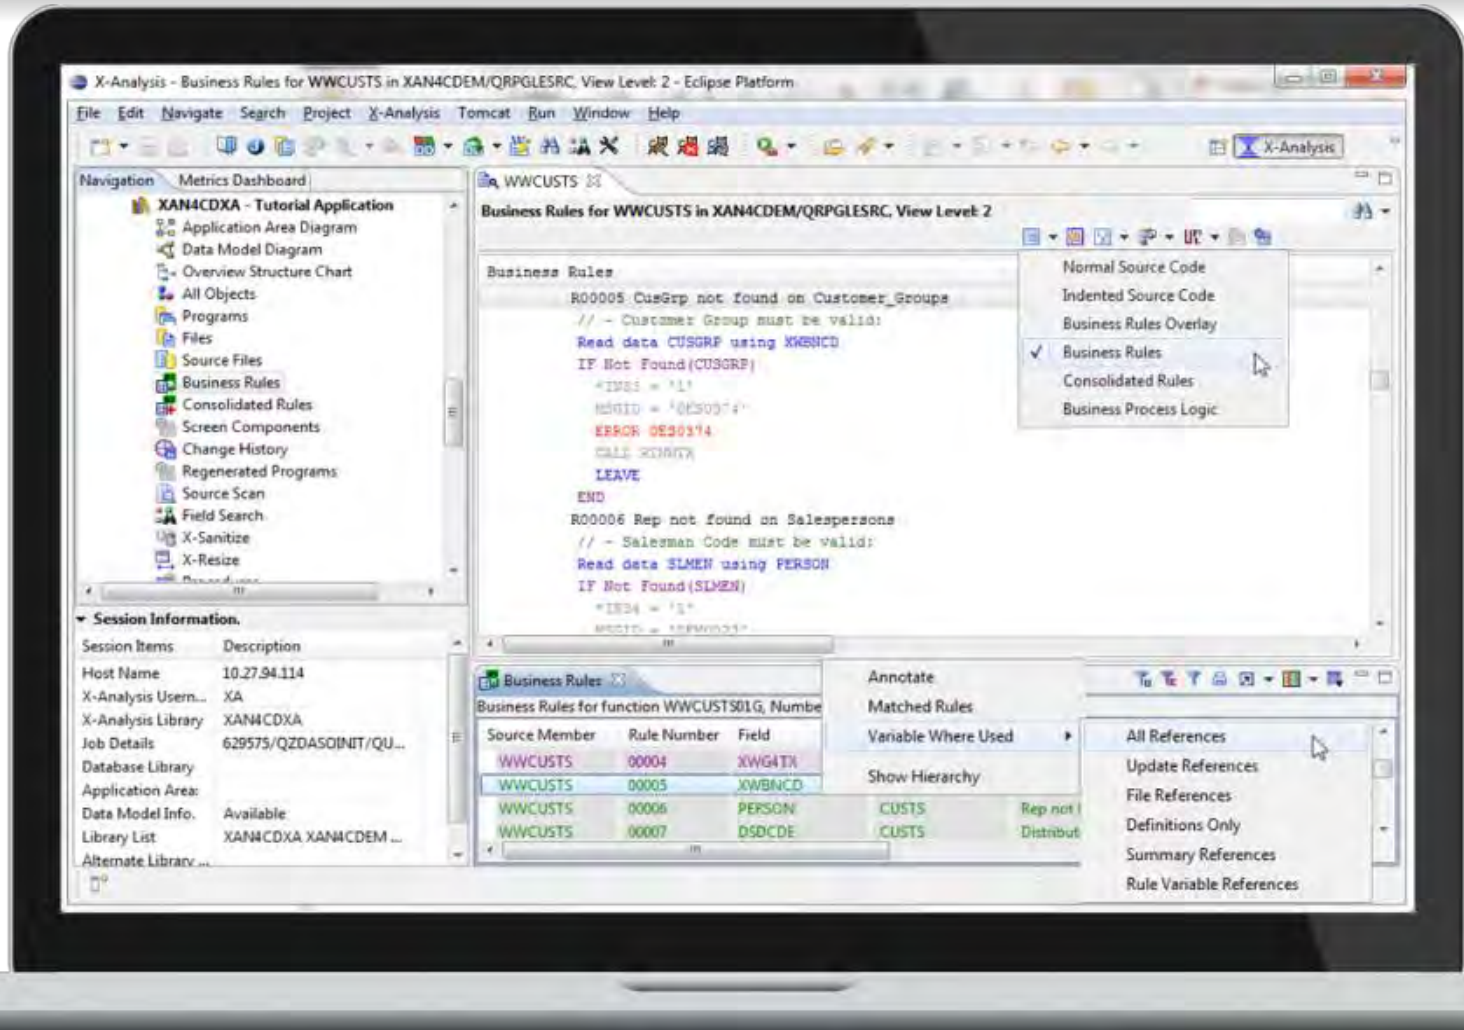 X-Analysis - Business Rules for WWCUSTS in XAN4CDEM/QRPGLESRC, View Level: 2 - Eclipse Platform
File Edit Navigate Search Project X-Analysis Tomcat Run Window Help
X-Analysis
Navigation Metrics Dashboard
XAN4CDXA - Tutorial Application
Application Area Diagram
Data Model Diagram
Overview Structure Chart
All Objects
Programs
Files
Source Files
Business Rules
Consolidated Rules
Screen Components
Change History
Regenerated Programs
Source Scan
Field Search
X-Sanitize
X-Resize
Session Information.
Session Items Description
Host Name 10.27.94.114
X-Analysis Usern... XA
X-Analysis Library XAN4CDXA
Job Details 629575/QZDASOINIT/QU...
Database Library
Application Area:
Data Model Info. Available
Library List XAN4CDXA XAN4CDEM ...
Alternate Library ...
WWCUSTS
Business Rules for WWCUSTS in XAN4CDEM/QRPGLESRC, View Level: 2
Business Rules
R00005 CusGrp not found on Customer_Groups
// - Customer Group must be valid:
Read data CUSGRP using XWBNCD
IF Not Found(CUSGRP)
MSGID = 'OES0374'
ERROR OES0374
CALL
LEAVE
END
R00006 Rep not found on Salespersons
// - Salesman Code must be valid:
Read data SLMEN using PERSON
IF Not Found(SLMEN)
*IN34 = '1'
Normal Source Code
Indented Source Code
Business Rules Overlay
✓ Business Rules
Consolidated Rules
Business Process Logic
Business Rules
Business Rules for function WWCUSTS01G, Numbe
Source Member Rule Number Field
WWCUSTS 00004 XWG4TX
WWCUSTS 00005 XWBNCD
WWCUSTS 00006 PERSON CUSTS Rep not
WWCUSTS 00007 DSDCDE CUSTS Distribut
Annotate
Matched Rules
Variable Where Used
Show Hierarchy
All References
Update References
File References
Definitions Only
Summary References
Rule Variable References